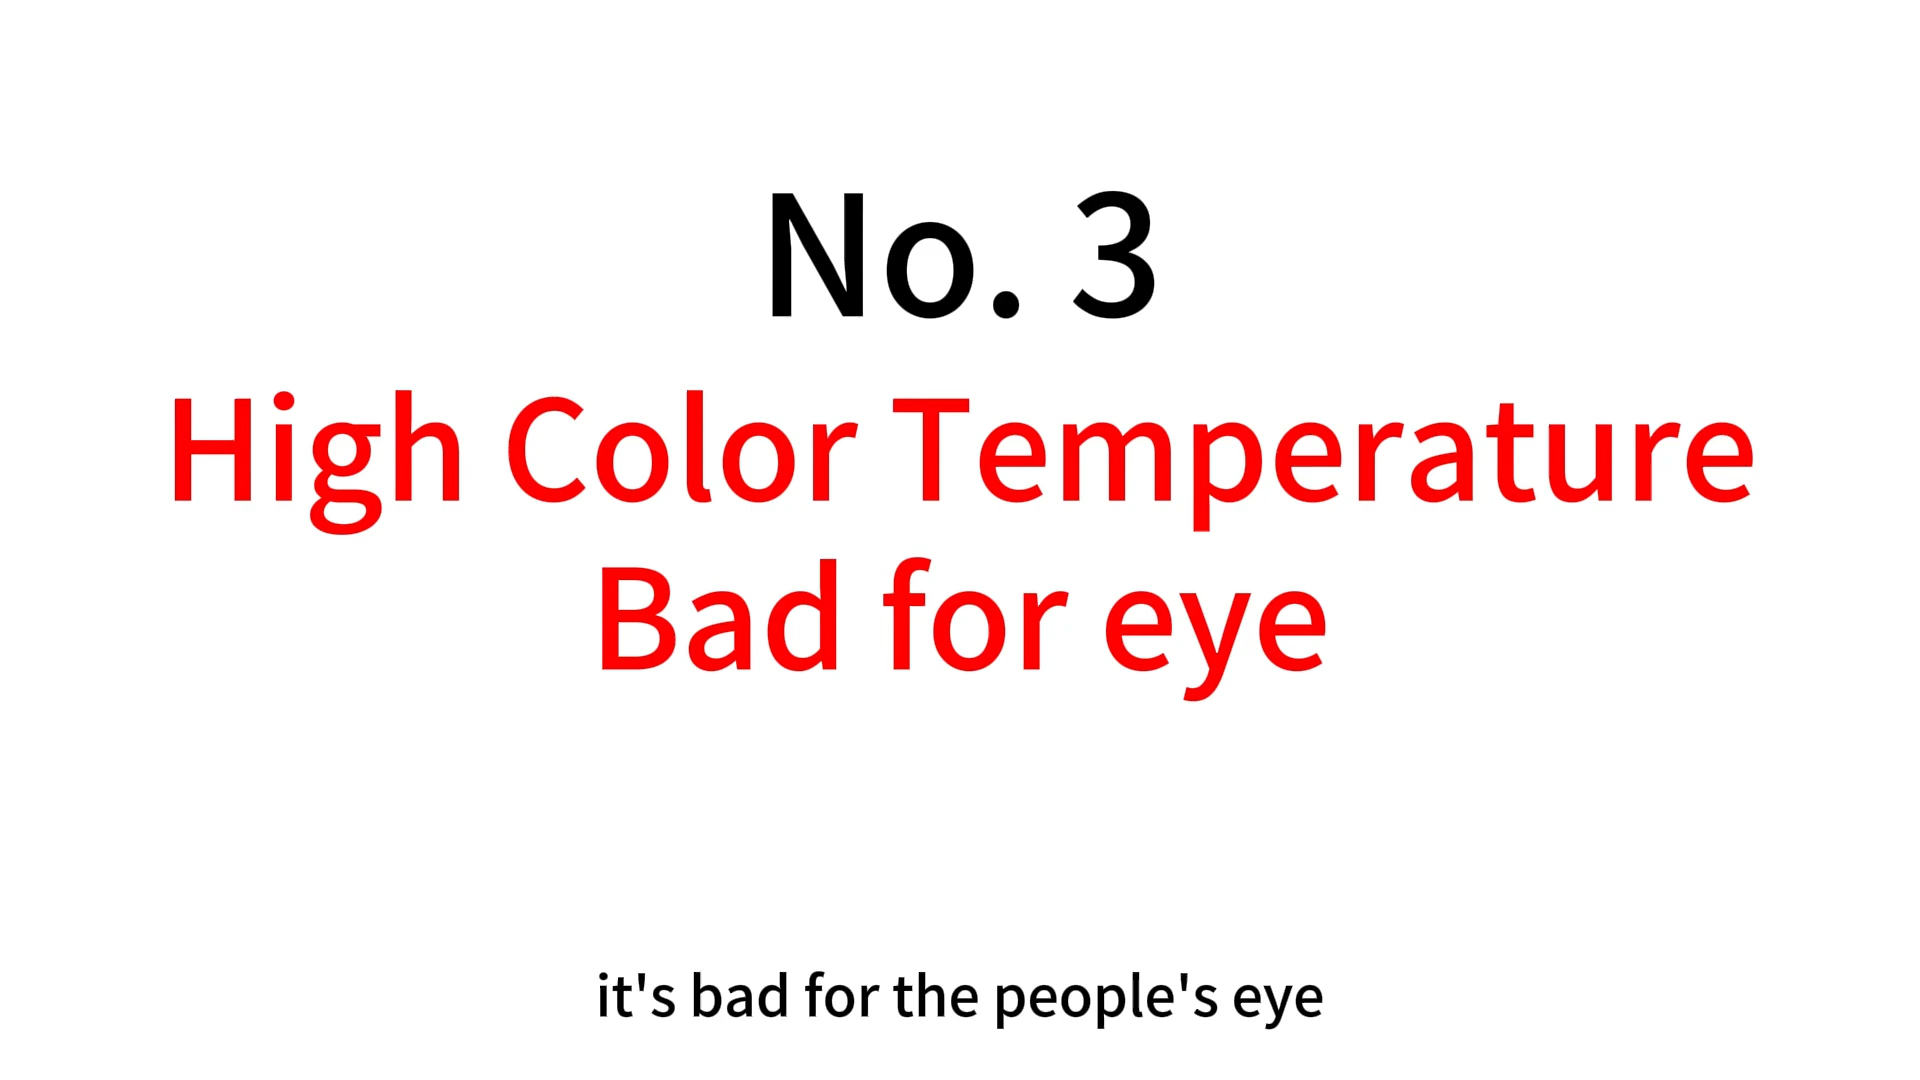 No. 3
High Color Temperature
Bad for eye
it's bad for the people's eye